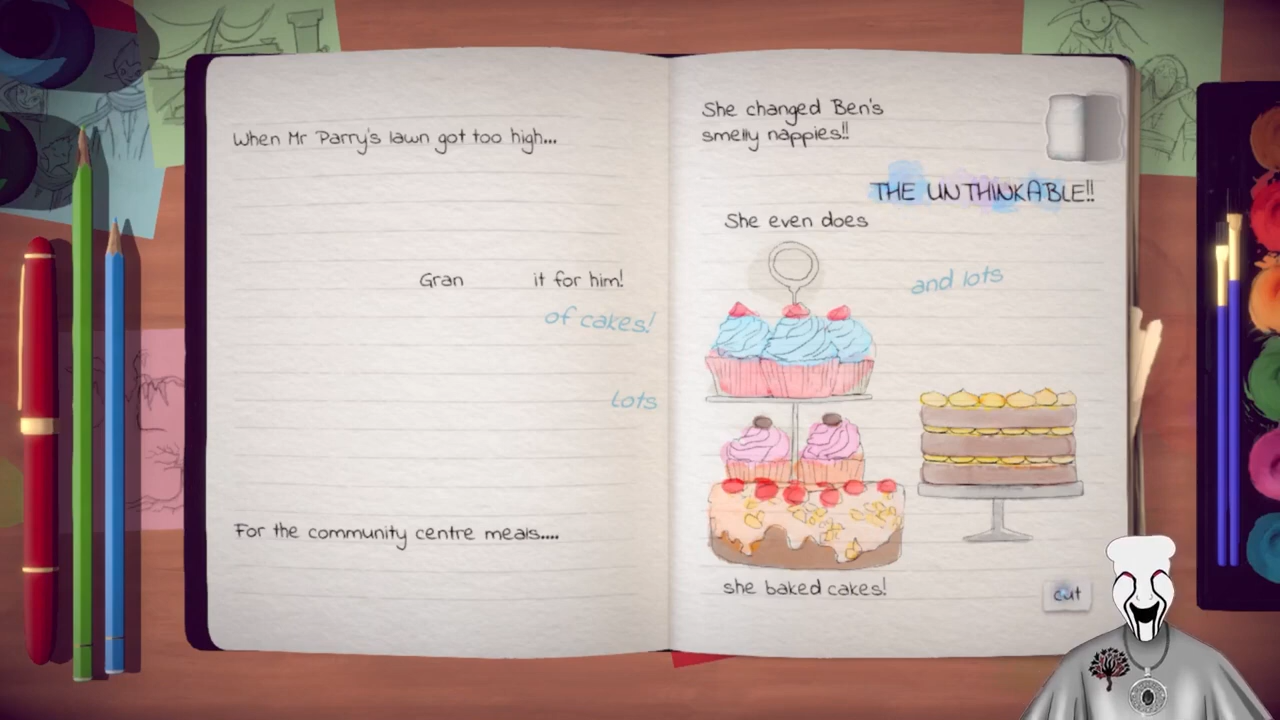 When Mr Parry's lawn got too high...
Gran it for him!
of cakes!
Lots
For the community centre meals....
She changed Ben's
smelly nappies!!
THE UNTHINKABLE!!
She even does
and lots
she baked cakes!
cut